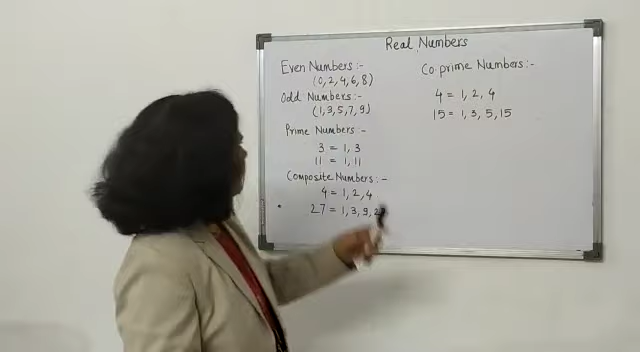 Real Numbers
Even Numbers :-
(0, 2, 4, 6, 8)
Odd Numbers :-
(1, 3, 5, 7, 9)
Prime Numbers :-
3 = 1, 3
11 = 1, 11
Composite Numbers :-
4 = 1, 2, 4
27 = 1, 3, 9,
Co-prime Numbers :-
4 = 1, 2, 4
15 = 1, 3, 5, 15